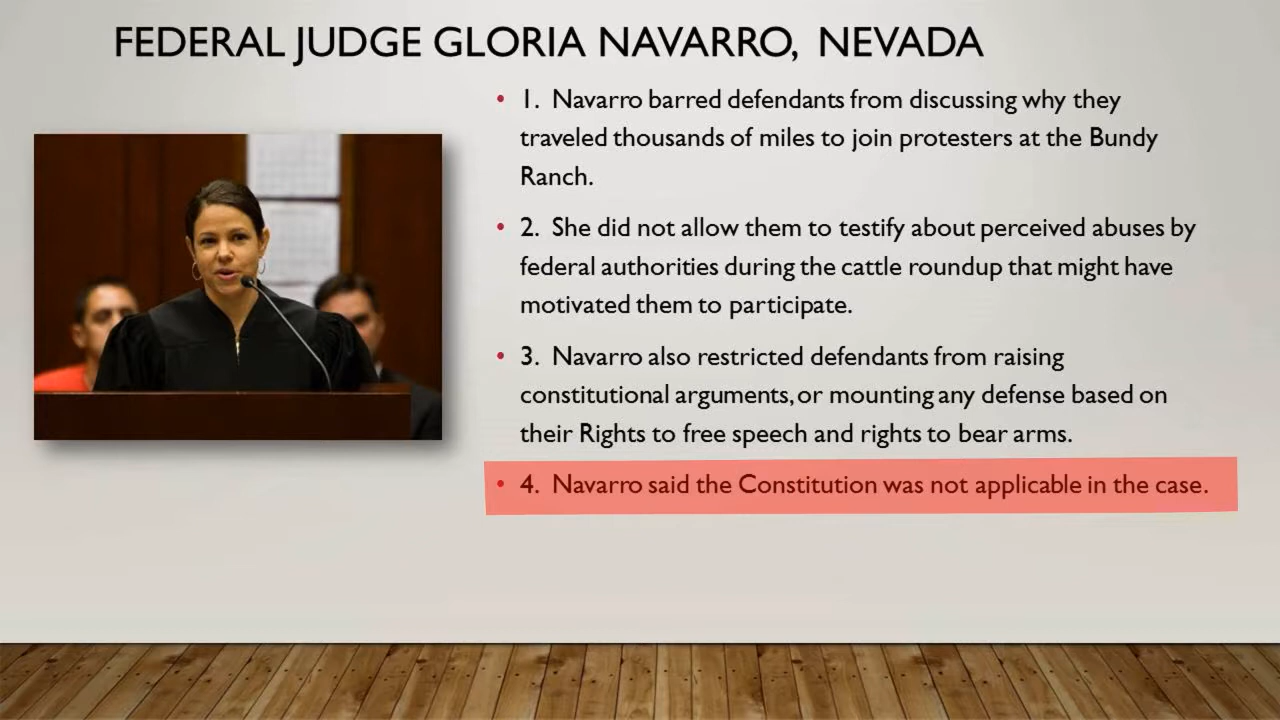 FEDERAL JUDGE GLORIA NAVARRO, NEVADA
• 1. Navarro barred defendants from discussing why they
traveled thousands of miles to join protesters at the Bundy
Ranch.
• 2. She did not allow them to testify about perceived abuses by
federal authorities during the cattle roundup that might have
motivated them to participate.
• 3. Navarro also restricted defendants from raising
constitutional arguments, or mounting any defense based on
their Rights to free speech and rights to bear arms.
• 4. Navarro said the Constitution was not applicable in the case.